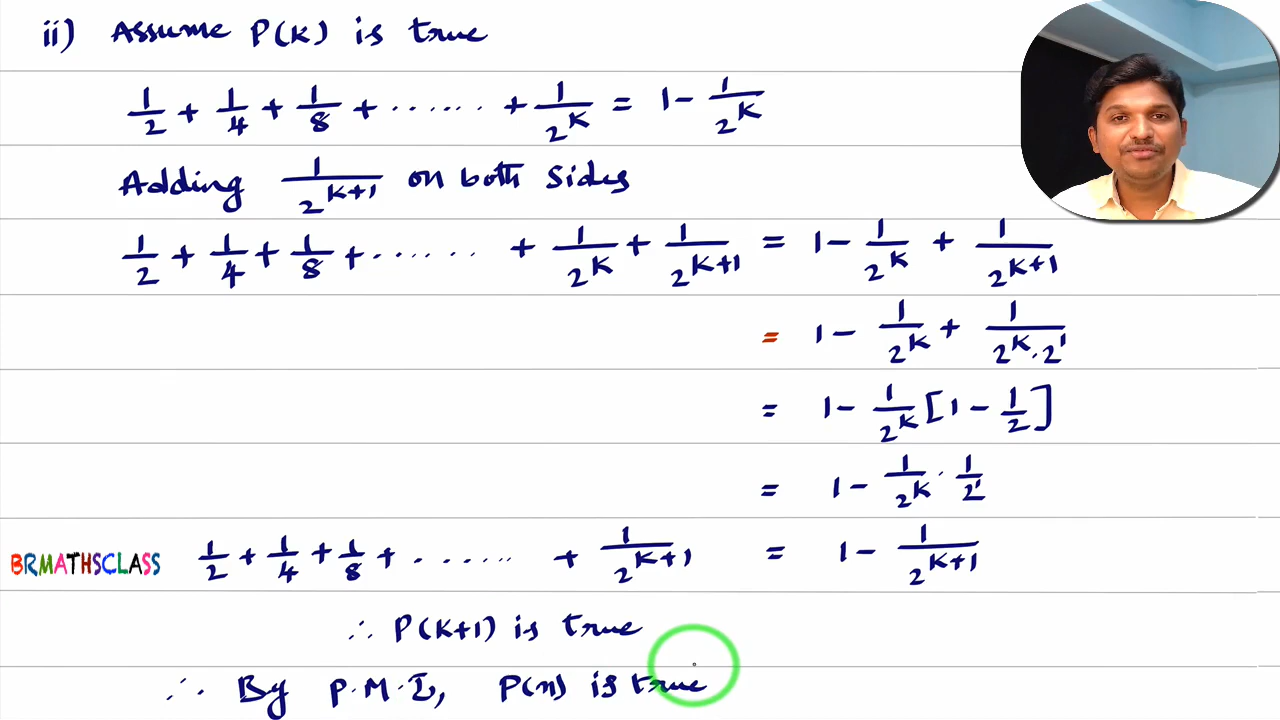 ii) Assume P(k) is true
1/2 + 1/4 + 1/8 + ....... + 1/2^k = 1 - 1/2^k
Adding 1/2^(k+1) on both sides
1/2 + 1/4 + 1/8 + ....... + 1/2^k + 1/2^(k+1) = 1 - 1/2^k + 1/2^(k+1)
= 1 - 1/2^k + 1/(2^k . 2^1)
= 1 - 1/2^k [1 - 1/2]
= 1 - 1/2^k . 1/2^1
BRMATHSCLASS 1/2 + 1/4 + 1/8 + ....... + 1/2^(k+1) = 1 - 1/2^(k+1)
∴ P(k+1) is true
∴ By P.M.I, P(n) is true